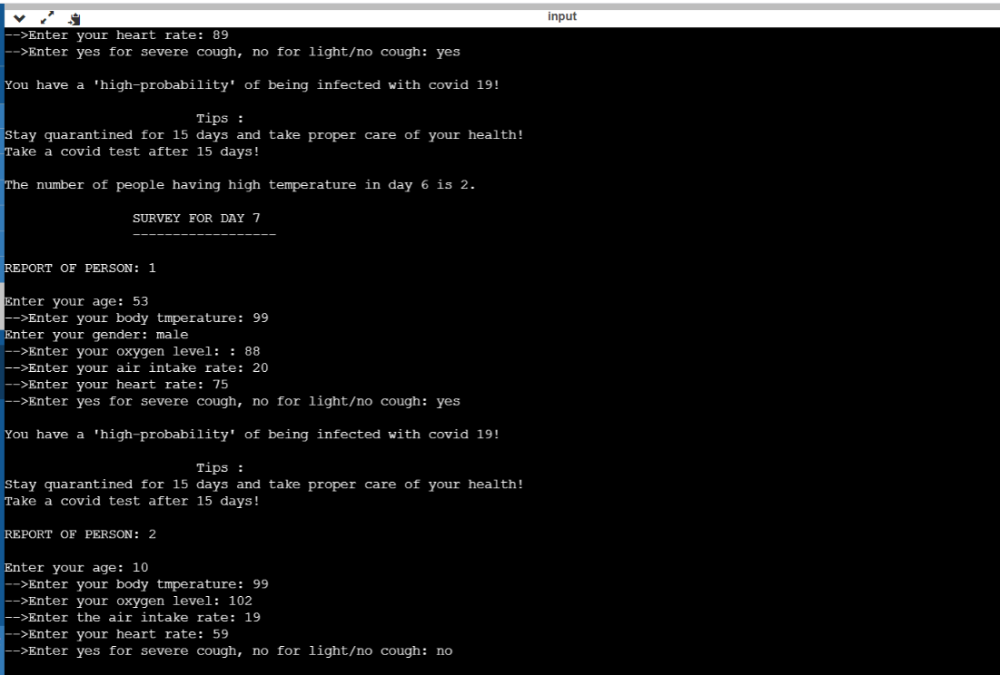 input
-->Enter your heart rate: 89
-->Enter yes for severe cough, no for light/no cough: yes
You have a 'high-probability' of being infected with covid 19!
Tips :
Stay quarantined for 15 days and take proper care of your health!
Take a covid test after 15 days!
The number of people having high temperature in day 6 is 2.
SURVEY FOR DAY 7
------------------
REPORT OF PERSON: 1
Enter your age: 53
-->Enter your body tmperature: 99
Enter your gender: male
-->Enter your oxygen level: : 88
-->Enter your air intake rate: 20
-->Enter your heart rate: 75
-->Enter yes for severe cough, no for light/no cough: yes
You have a 'high-probability' of being infected with covid 19!
Tips :
Stay quarantined for 15 days and take proper care of your health!
Take a covid test after 15 days!
REPORT OF PERSON: 2
Enter your age: 10
-->Enter your body tmperature: 99
-->Enter your oxygen level: 102
-->Enter the air intake rate: 19
-->Enter your heart rate: 59
-->Enter yes for severe cough, no for light/no cough: no